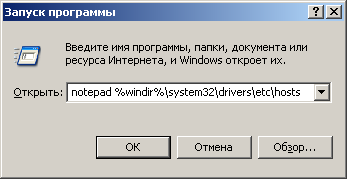 Запуск программы
Введите имя программы, папки, документа или
ресурса Интернета, и Windows откроет их.
Открыть: notepad %windir%\system32\drivers\etc\hosts
OK Отмена Обзор...